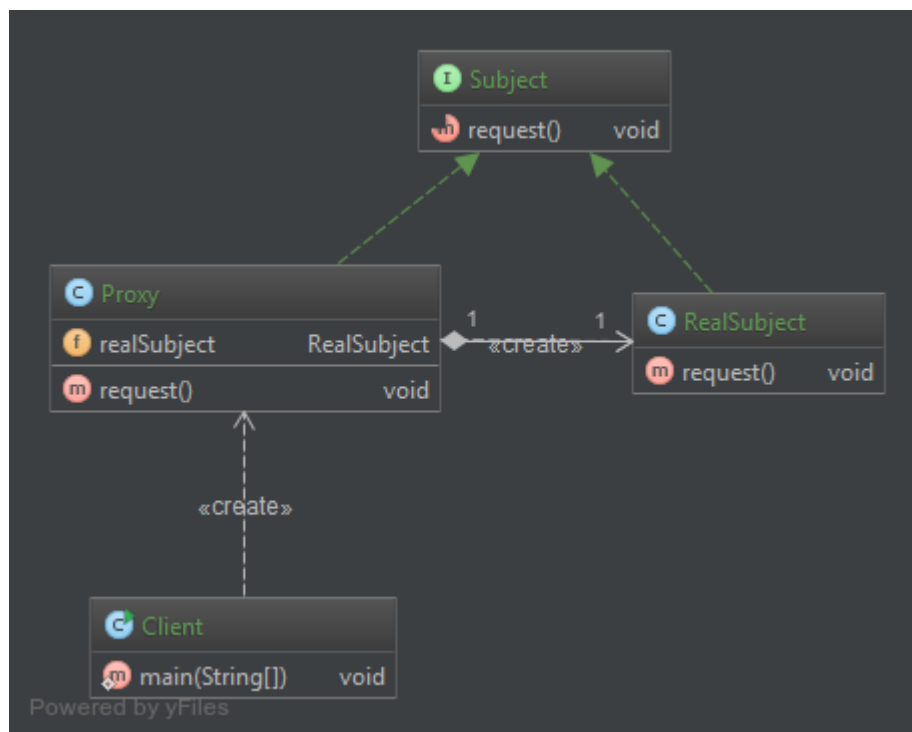 Subject
request() void
Proxy
realSubject RealSubject
request() void
1 «create» 1
RealSubject
request() void
«create»
Client
main(String[]) void
Powered by yFiles